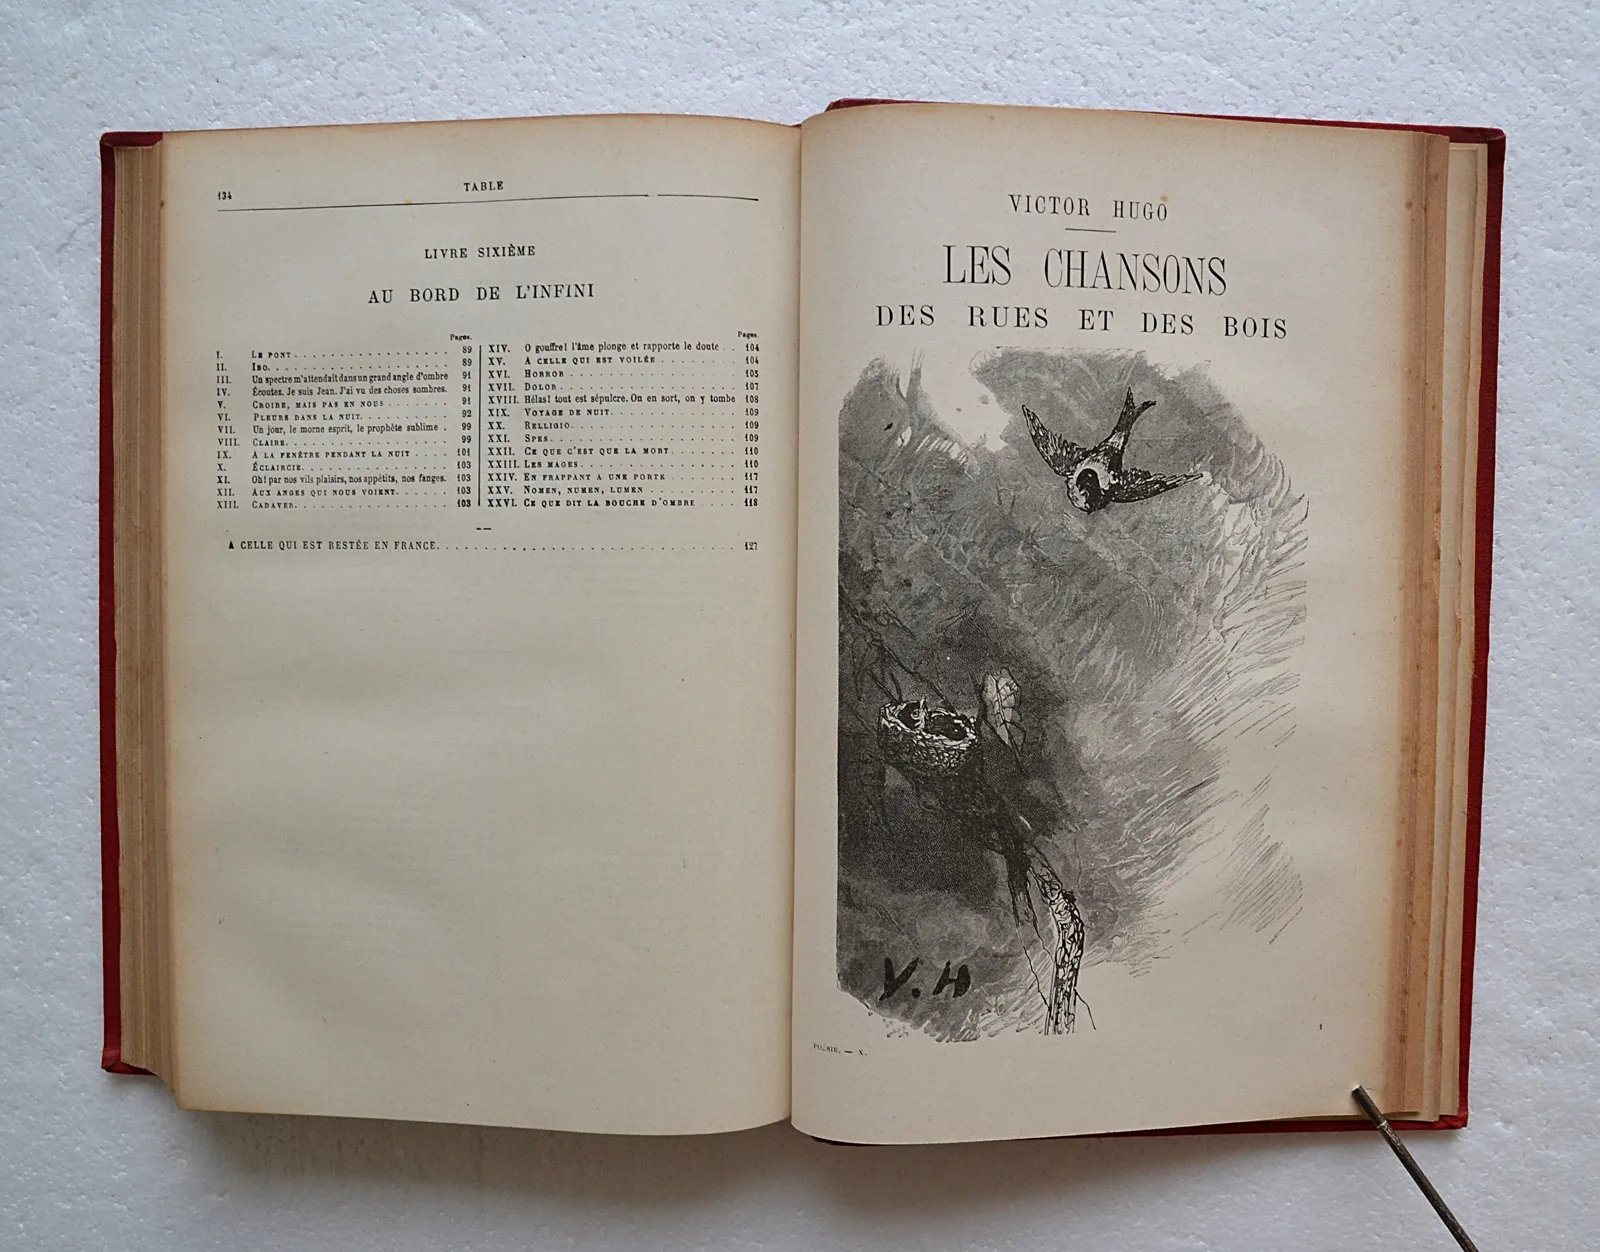 134
TABLE
LIVRE SIXIÈME
AU BORD DE L'INFINI
Pages.
I. LE PONT. . . . . . . . . . . . . . . . 89
II. IBO. . . . . . . . . . . . . . . . . . 89
III. Un spectre m'attendait dans un grand angle d'ombre 91
IV. Écoutez. Je suis Jean. J'ai vu des choses sombres. 91
V. CROIRE, MAIS PAS EN NOUS . . . . . . . 91
VI. PLEURS DANS LA NUIT. . . . . . . . . . 92
VII. Un jour, le morne esprit, le prophète sublime . 99
VIII. CLAIRE. . . . . . . . . . . . . . . . . 99
IX. A LA FENÊTRE PENDANT LA NUIT . . . . 101
X. ÉCLAIRCIE. . . . . . . . . . . . . . . 103
XI. Oh! par nos vils plaisirs, nos appétits, nos fanges. 103
XII. AUX ANGES QUI NOUS VOIENT. . . . . . 103
XIII. CADAVER. . . . . . . . . . . . . . . . 103
Pages.
XIV. O gouffre! l'âme plonge et rapporte le doute . . 104
XV. A CELLE QUI EST VOILÉE . . . . . . . 104
XVI. HORROR . . . . . . . . . . . . . . . 105
XVII. DOLOR. . . . . . . . . . . . . . . . 107
XVIII. Hélas! tout est sépulcre. On en sort, on y tombe 108
XIX. VOYAGE DE NUIT. . . . . . . . . . . . 109
XX. RELLIGIO. . . . . . . . . . . . . . . 109
XXI. SPES. . . . . . . . . . . . . . . . . 109
XXII. CE QUE C'EST QUE LA MORT. . . . . . . 110
XXIII. LES MAGES. . . . . . . . . . . . . . 110
XXIV. EN FRAPPANT A UNE PORTE . . . . . . 117
XXV. NOMEN, NUMEN, LUMEN . . . . . . . . 117
XXVI. CE QUE DIT LA BOUCHE D'OMBRE . . . . 118
A CELLE QUI EST RESTÉE EN FRANCE. . . . . . . . . . . . . . . . . . . . . . . . . . . 127
VICTOR HUGO
LES CHANSONS
DES RUES ET DES BOIS
V. H
POÉSIE. — X.
1